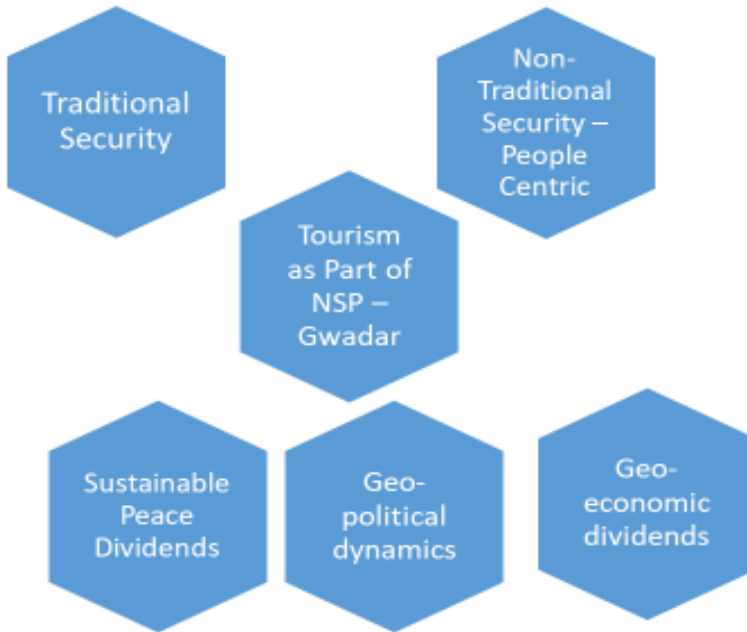 Traditional
Security
Non-
Traditional
Security –
People
Centric
Tourism
as Part of
NSP –
Gwadar
Sustainable
Peace
Dividends
Geo-
political
dynamics
Geo-
economic
dividends